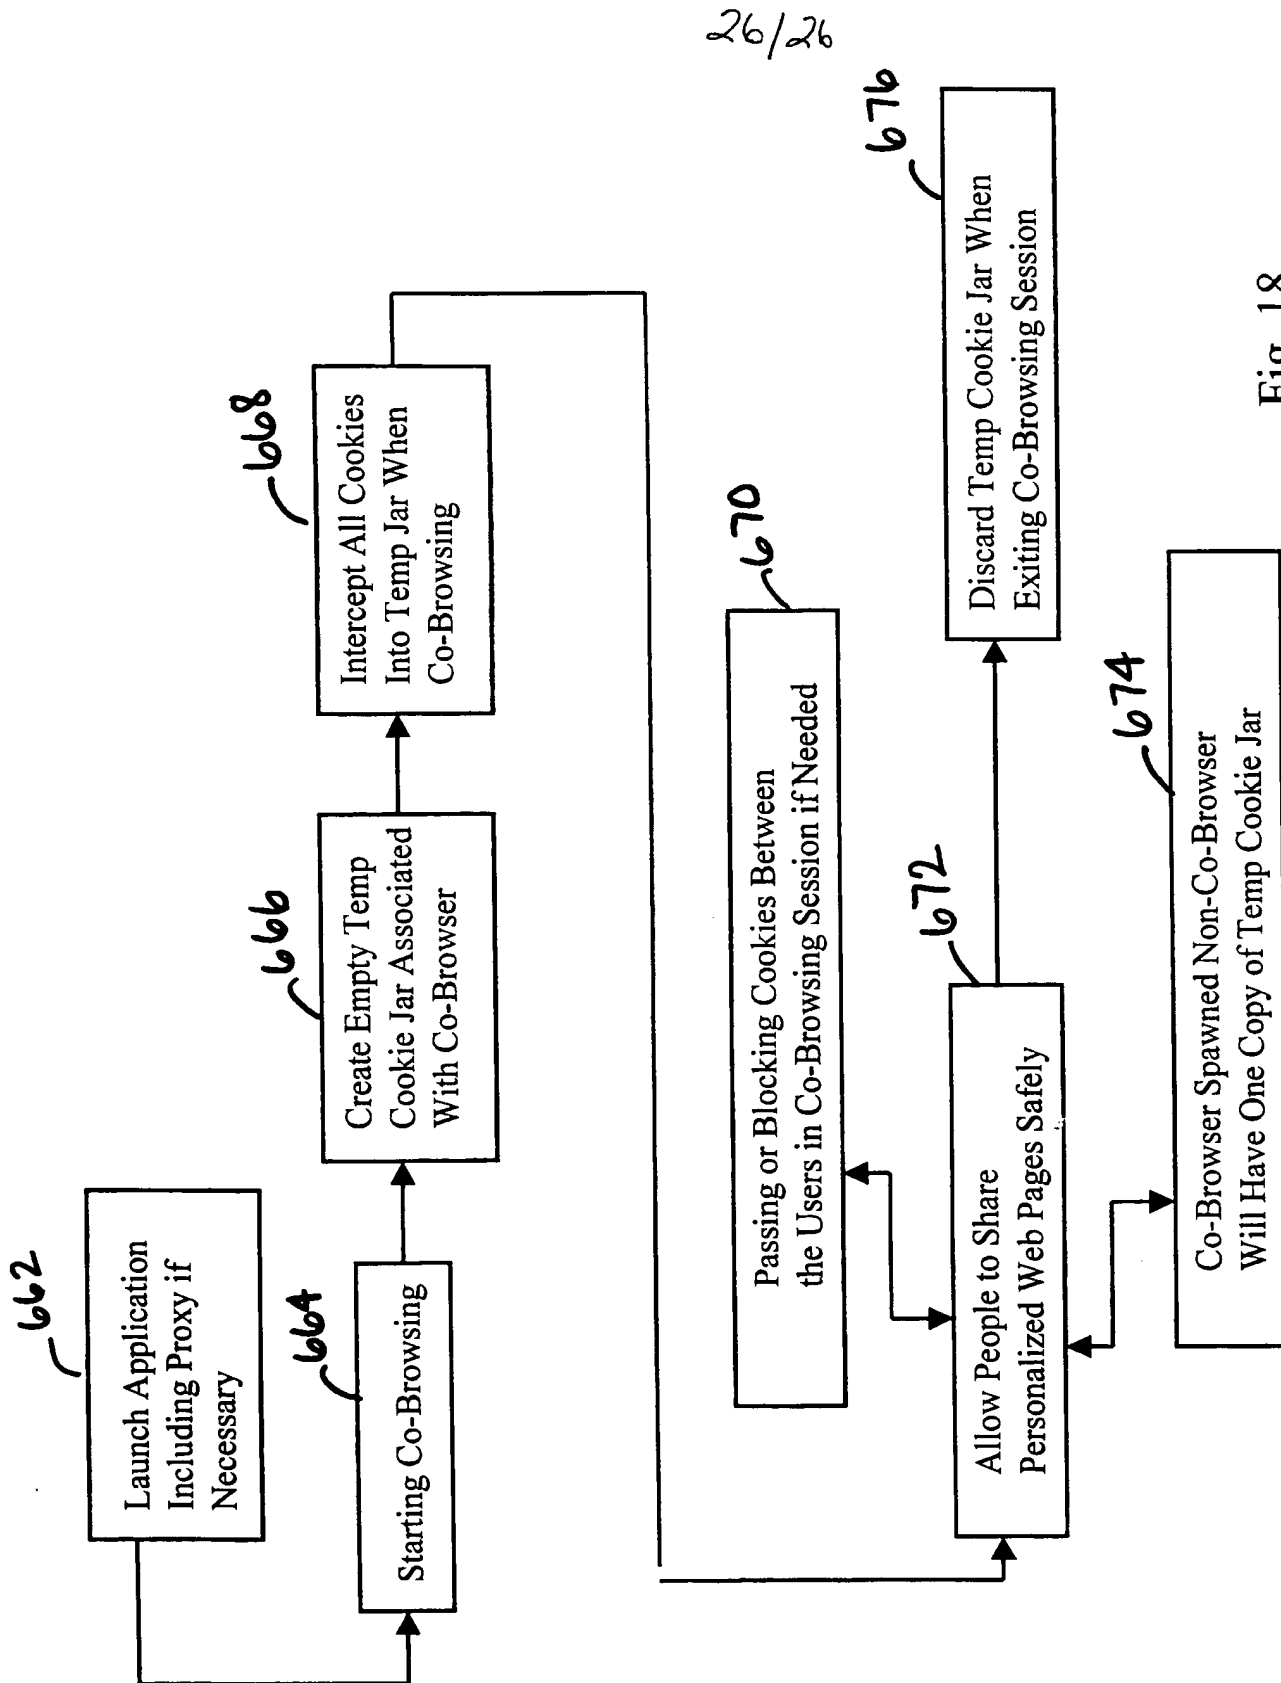 26/26
662
Launch Application
Including Proxy if
Necessary
664
Starting Co-Browsing
666
Create Empty Temp
Cookie Jar Associated
With Co-Browser
668
Intercept All Cookies
Into Temp Jar When
Co-Browsing
670
Passing or Blocking Cookies Between
the Users in Co-Browsing Session if Needed
672
Allow People to Share
Personalized Web Pages Safely
674
Co-Browser Spawned Non-Co-Browser
Will Have One Copy of Temp Cookie Jar
676
Discard Temp Cookie Jar When
Exiting Co-Browsing Session
Fig. 18